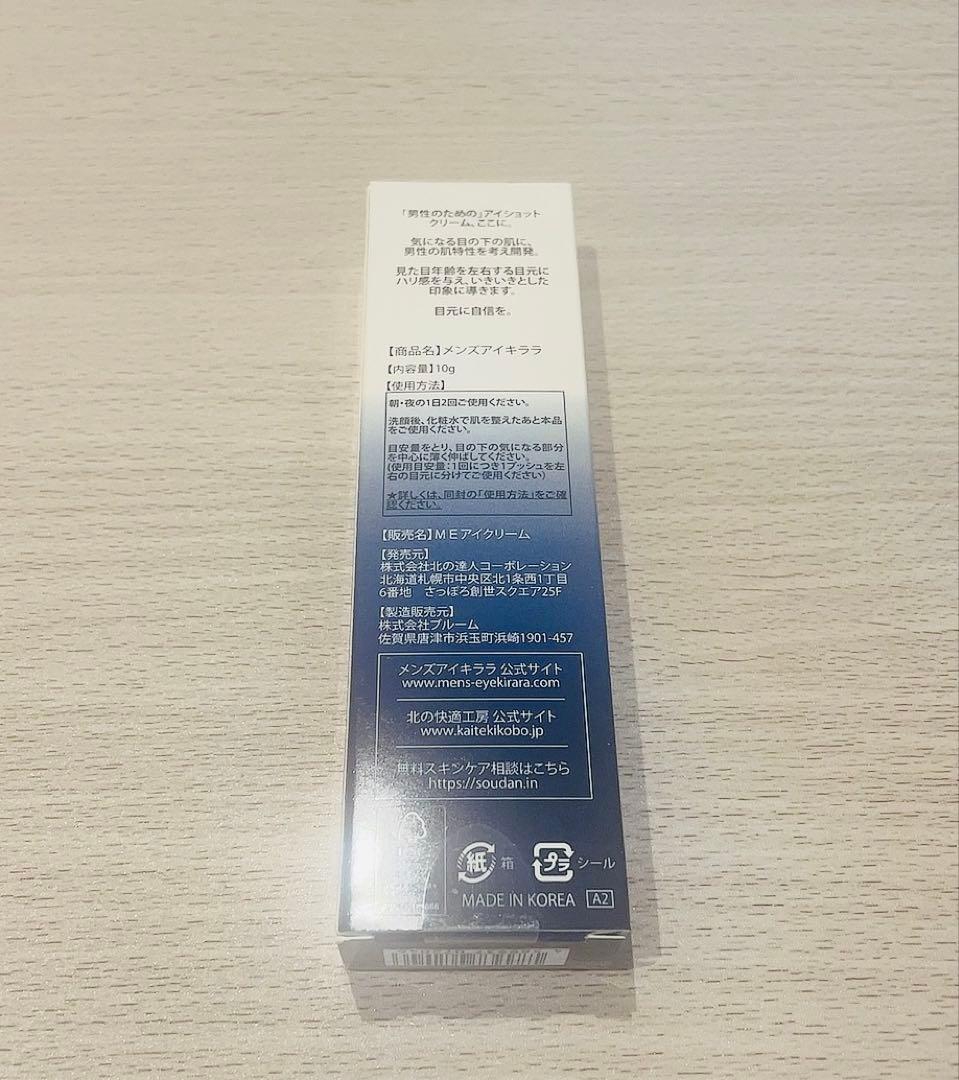 「男性のための」アイショット
クリーム、ここに。
気になる目の下の肌に、
男性の肌特性を考え開発。
見た目年齢を左右する目元に
ハリ感を与え、いきいきとした
印象に導きます。
目元に自信を。
【商品名】メンズアイキララ
【内容量】10g
【使用方法】
朝・夜の1日2回ご使用ください。
洗顔後、化粧水で肌を整えたあと本品
をご使用ください。
目安量をとり、目の下の気になる部分
を中心に薄く伸ばしてください。
(使用目安量：1回につき1プッシュを左
右の目元に分けてご使用ください)
★詳しくは、同封の「使用方法」をご確
認ください。
【販売名】MEアイクリーム
【発売元】
株式会社北の達人コーポレーション
北海道札幌市中央区北1条西1丁目
6番地 さっぽろ創世スクエア25F
【製造販売元】
株式会社ブルーム
佐賀県唐津市浜玉町浜崎1901-457
メンズアイキララ 公式サイト
www.mens-eyekirara.com
北の快適工房 公式サイト
www.kaitekikobo.jp
無料スキンケア相談はこちら
https://soudan.in
紙 箱 プラ シール
MADE IN KOREA A2